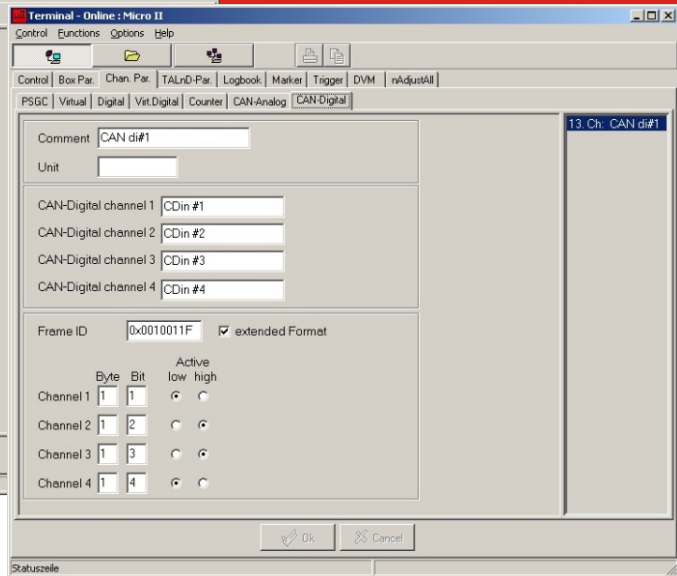 Terminal - Online : Micro II
Control Functions Options Help
Control Box Par. Chan. Par. TALnD-Par. Logbook Marker Trigger DVM nAdjustAll
PSGC Virtual Digital Virt.Digital Counter CAN-Analog CAN-Digital
13. Ch: CAN di#1
Comment CAN di#1
Unit
CAN-Digital channel 1 CDin #1
CAN-Digital channel 2 CDin #2
CAN-Digital channel 3 CDin #3
CAN-Digital channel 4 CDin #4
Frame ID 0x0010011F extended Format
Active
Byte Bit low high
Channel 1 1 1
Channel 2 1 2
Channel 3 1 3
Channel 4 1 4
Ok Cancel
Statuszeile